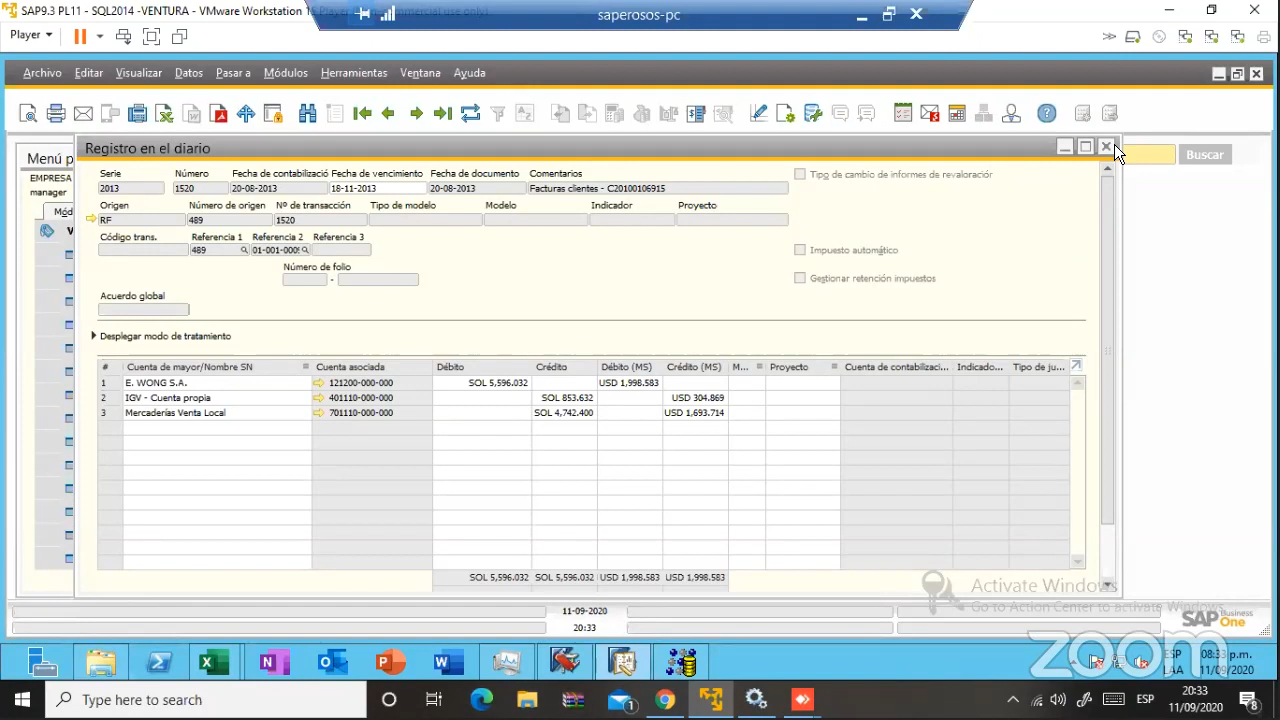 SAP9.3 PL11 - SQL2014 - VENTURA - VMware Workstation
saperosos-pc
Player
Archivo Editar Visualizar Datos Pasar a Módulos Herramientas Ventana Ayuda
Menú p
Registro en el diario
Buscar
EMPRESA
manager
Mód
Serie Número Fecha de contabilizació Fecha de vencimiento Fecha de documento Comentarios
2013 1520 20-08-2013 18-11-2013 20-08-2013 Facturas clientes - C20100106915
Tipo de cambio de informes de revaloración
Origen Número de origen Nº de transacción Tipo de modelo Modelo Indicador Proyecto
RF 489 1520
Código trans. Referencia 1 Referencia 2 Referencia 3
489 01-001-000
Impuesto automático
Número de folio
-
Gestionar retención impuestos
Acuerdo global
Desplegar modo de tratamiento
# Cuenta de mayor/Nombre SN Cuenta asociada Débito Crédito Débito (MS) Crédito (MS) M... Proyecto Cuenta de contabilizaci... Indicado... Tipo de ju...
1 E. WONG S.A. 121200-000-000 SOL 5,596.032 USD 1,998.583
2 IGV - Cuenta propia 401110-000-000 SOL 853.632 USD 304.869
3 Mercaderías Venta Local 701110-000-000 SOL 4,742.400 USD 1,693.714
SOL 5,596.032 SOL 5,596.032 USD 1,998.583 USD 1,998.583
Activate Windows
Go to Action Center to activate Windows.
11-09-2020
20:33
SAP Business One
zoom
ESP 08:33 p.m.
LAA 11/09/2020
Type here to search
ESP
20:33
11/09/2020
8